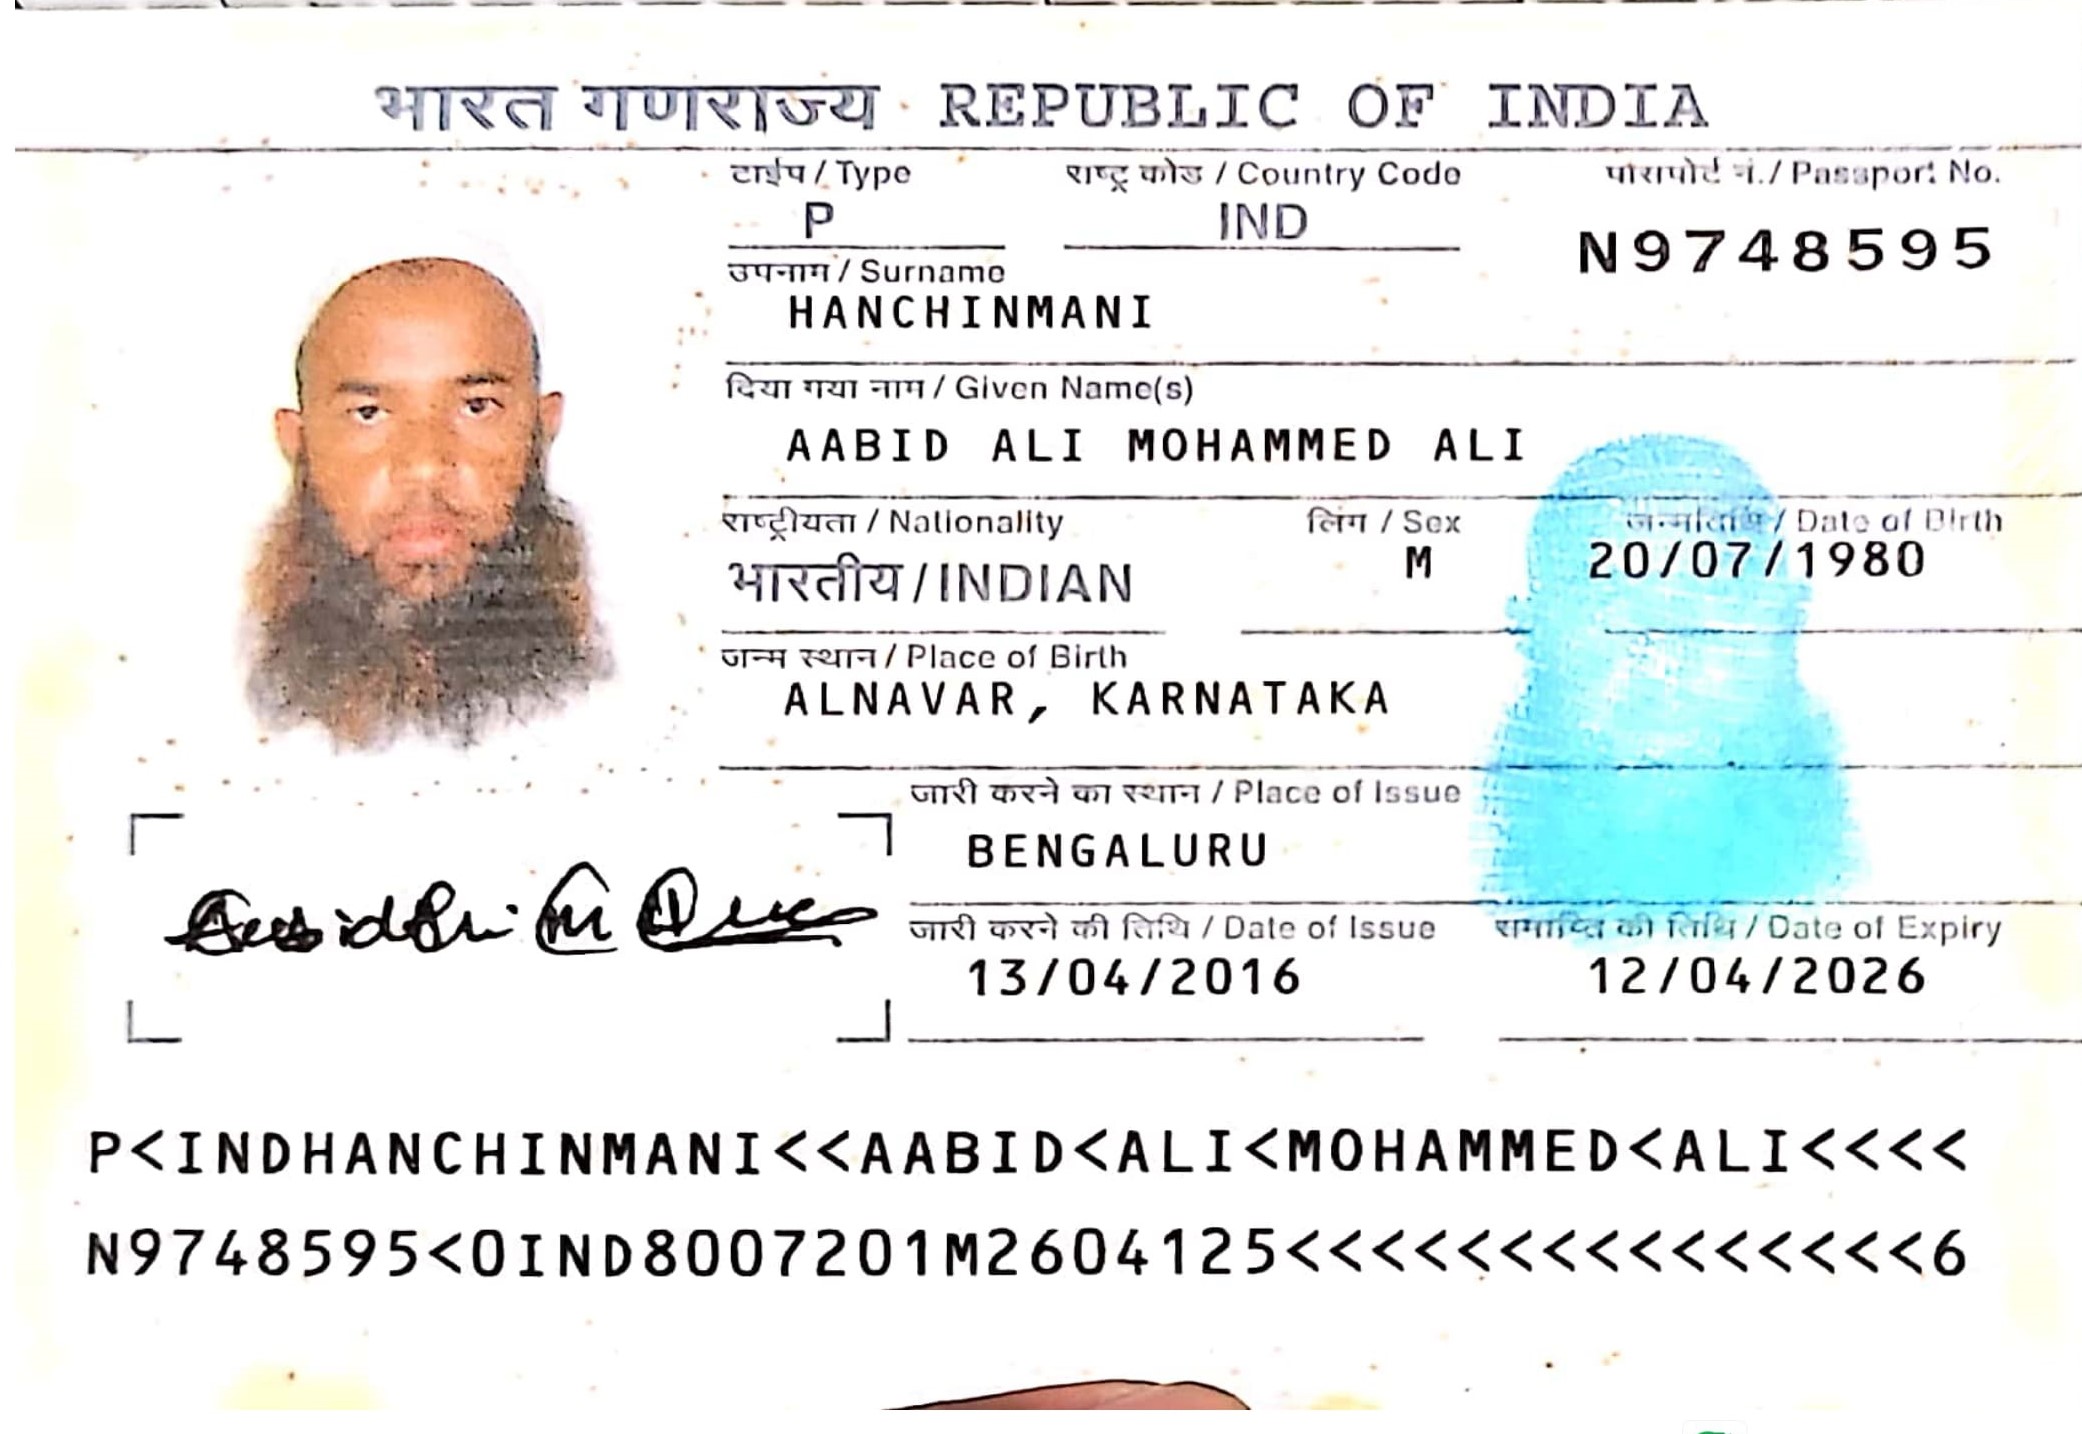 भारत गणराज्य REPUBLIC OF INDIA
टाईप / Type राष्ट्र कोड / Country Code पासपोर्ट नं. / Passport No.
P IND N9748595
उपनाम / Surname
HANCHINMANI
दिया गया नाम / Given Name(s)
AABID ALI MOHAMMED ALI
राष्ट्रीयता / Nationality लिंग / Sex जन्मतिथि / Date of Birth
भारतीय/INDIAN M 20/07/1980
जन्म स्थान / Place of Birth
ALNAVAR, KARNATAKA
जारी करने का स्थान / Place of Issue
BENGALURU
जारी करने की तिथि / Date of Issue समाप्ति की तिथि / Date of Expiry
13/04/2016 12/04/2026
P<INDHANCHINMANI<<AABID<ALI<MOHAMMED<ALI<<<<
N9748595<0IND8007201M2604125<<<<<<<<<<<<<<<6